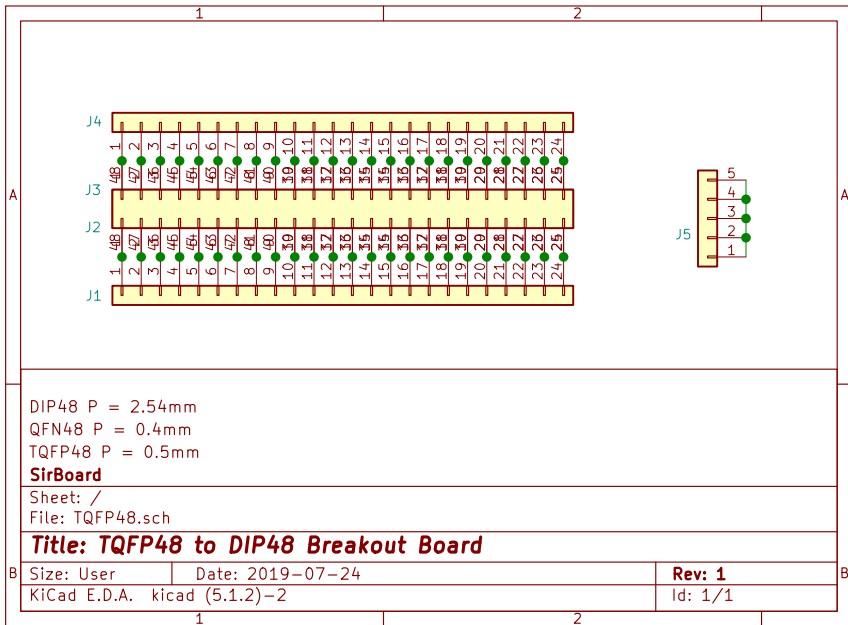 1 2
J4
1 2 3 4 5 6 7 8 9 10 11 12 13 14 15 16 17 18 19 20 21 22 23 24
J3
J2
1 2 3 4 5 6 7 8 9 10 11 12 13 14 15 16 17 18 19 20 21 22 23 24
J1
5
4
3
J5 2
1
A A
DIP48 P = 2.54mm
QFN48 P = 0.4mm
TQFP48 P = 0.5mm
SirBoard
Sheet: /
File: TQFP48.sch
Title: TQFP48 to DIP48 Breakout Board
B Size: User Date: 2019-07-24 Rev: 1 B
KiCad E.D.A. kicad (5.1.2)-2 Id: 1/1
1 2